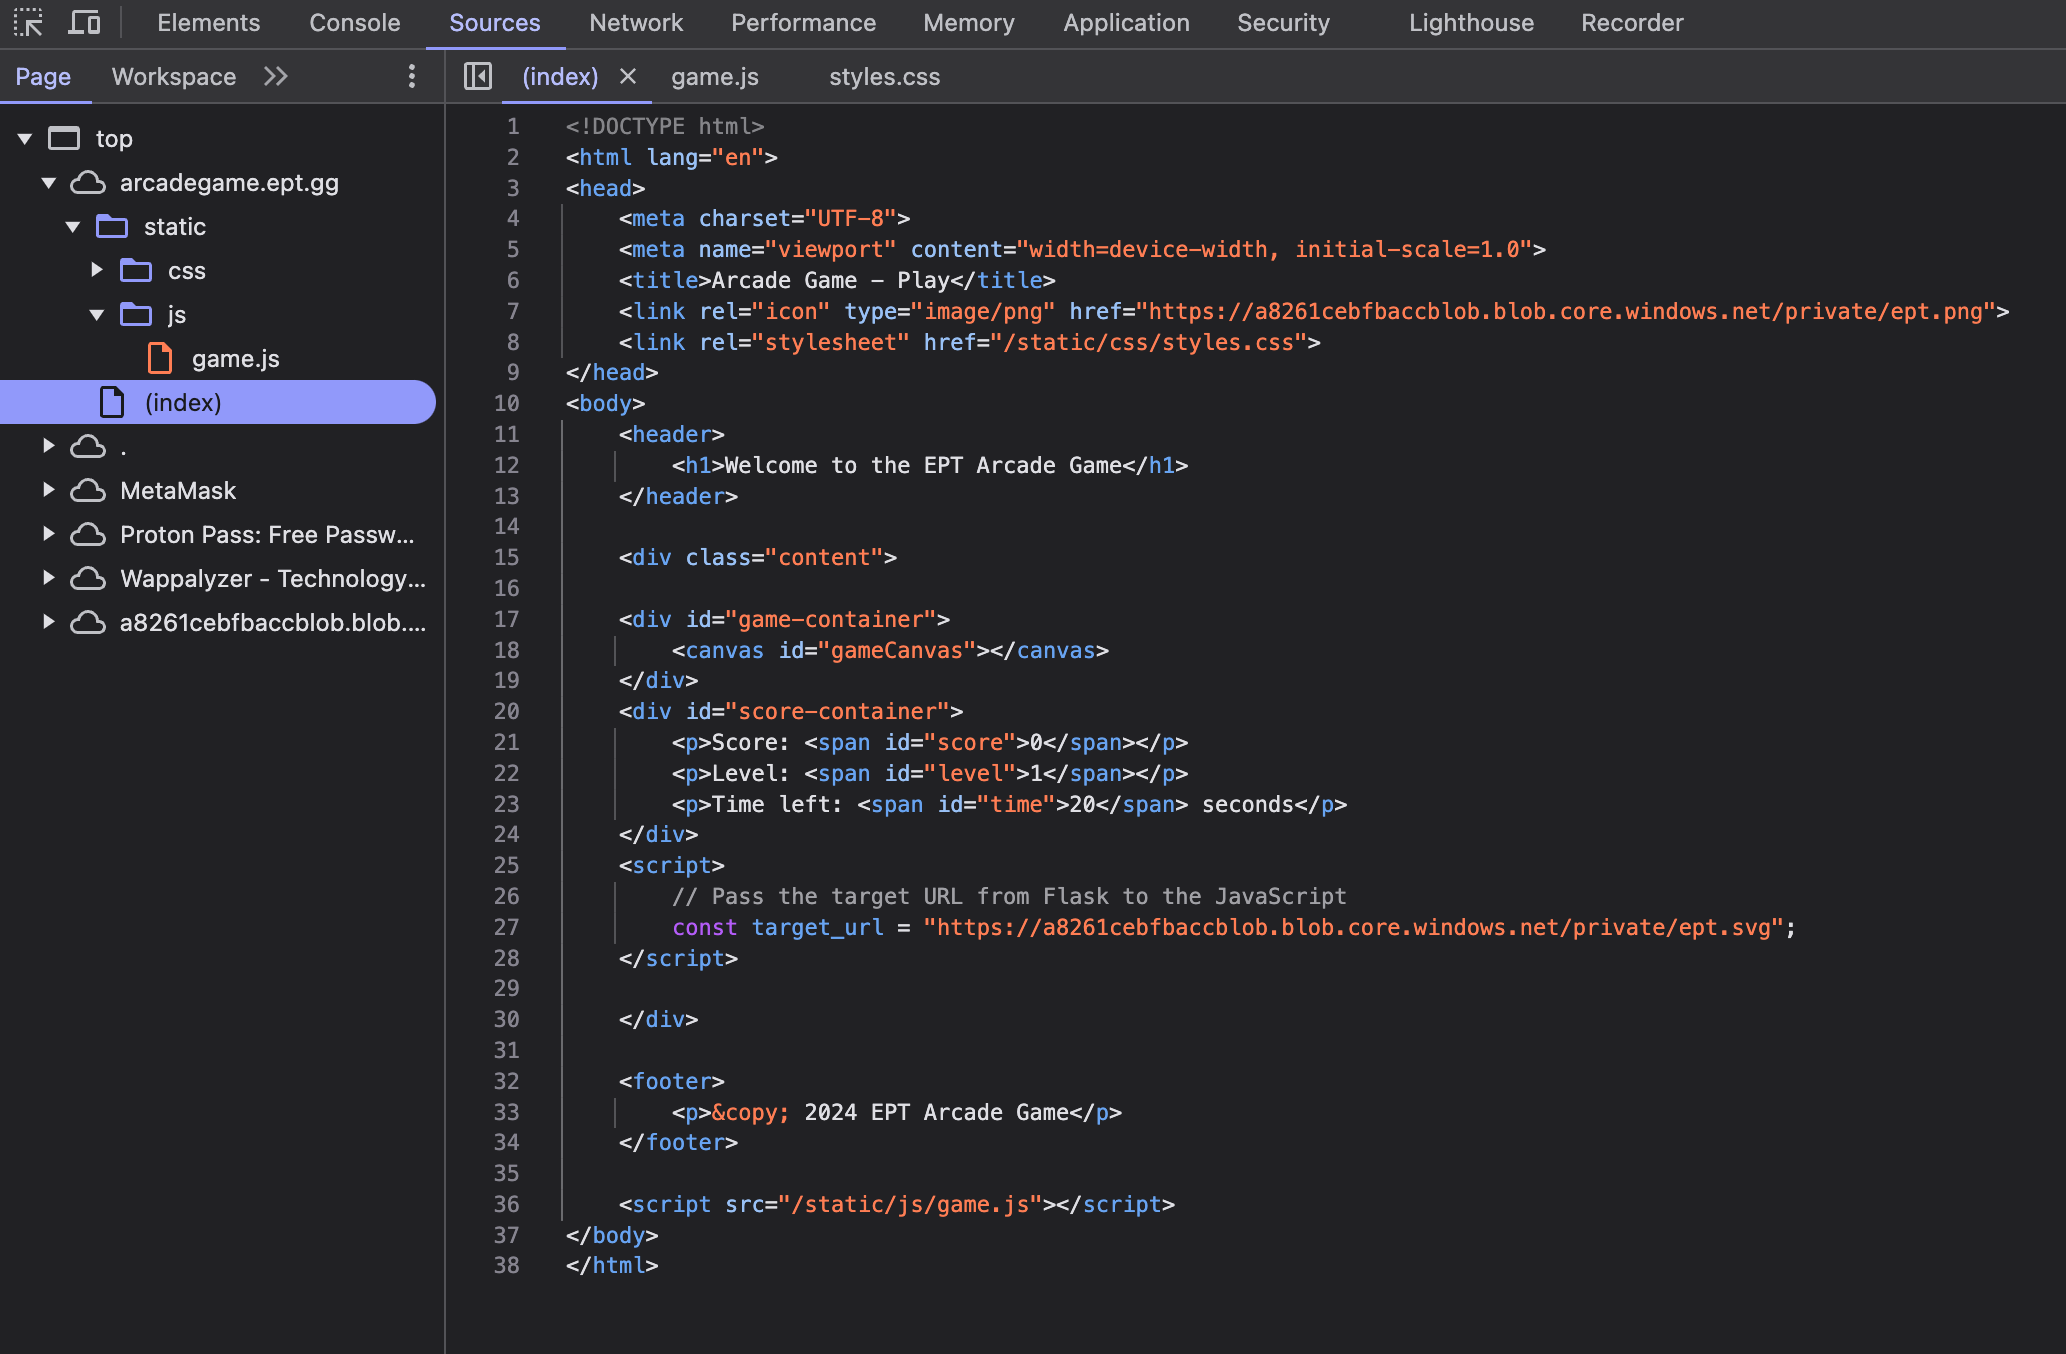 Elements Console Sources Network Performance Memory Application Security Lighthouse Recorder
Page Workspace
(index) game.js styles.css
top
arcadegame.ept.gg
static
css
js
game.js
(index)
.
MetaMask
Proton Pass: Free Passw...
Wappalyzer - Technology...
a8261cebfbaccblob.blob....
1 <!DOCTYPE html>
2 <html lang="en">
3 <head>
4     <meta charset="UTF-8">
5     <meta name="viewport" content="width=device-width, initial-scale=1.0">
6     <title>Arcade Game - Play</title>
7     <link rel="icon" type="image/png" href="https://a8261cebfbaccblob.blob.core.windows.net/private/ept.png">
8     <link rel="stylesheet" href="/static/css/styles.css">
9 </head>
10 <body>
11     <header>
12         <h1>Welcome to the EPT Arcade Game</h1>
13     </header>
14
15     <div class="content">
16
17     <div id="game-container">
18         <canvas id="gameCanvas"></canvas>
19     </div>
20     <div id="score-container">
21         <p>Score: <span id="score">0</span></p>
22         <p>Level: <span id="level">1</span></p>
23         <p>Time left: <span id="time">20</span> seconds</p>
24     </div>
25     <script>
26         // Pass the target URL from Flask to the JavaScript
27         const target_url = "https://a8261cebfbaccblob.blob.core.windows.net/private/ept.svg";
28     </script>
29
30     </div>
31
32     <footer>
33         <p>&copy; 2024 EPT Arcade Game</p>
34     </footer>
35
36     <script src="/static/js/game.js"></script>
37 </body>
38 </html>